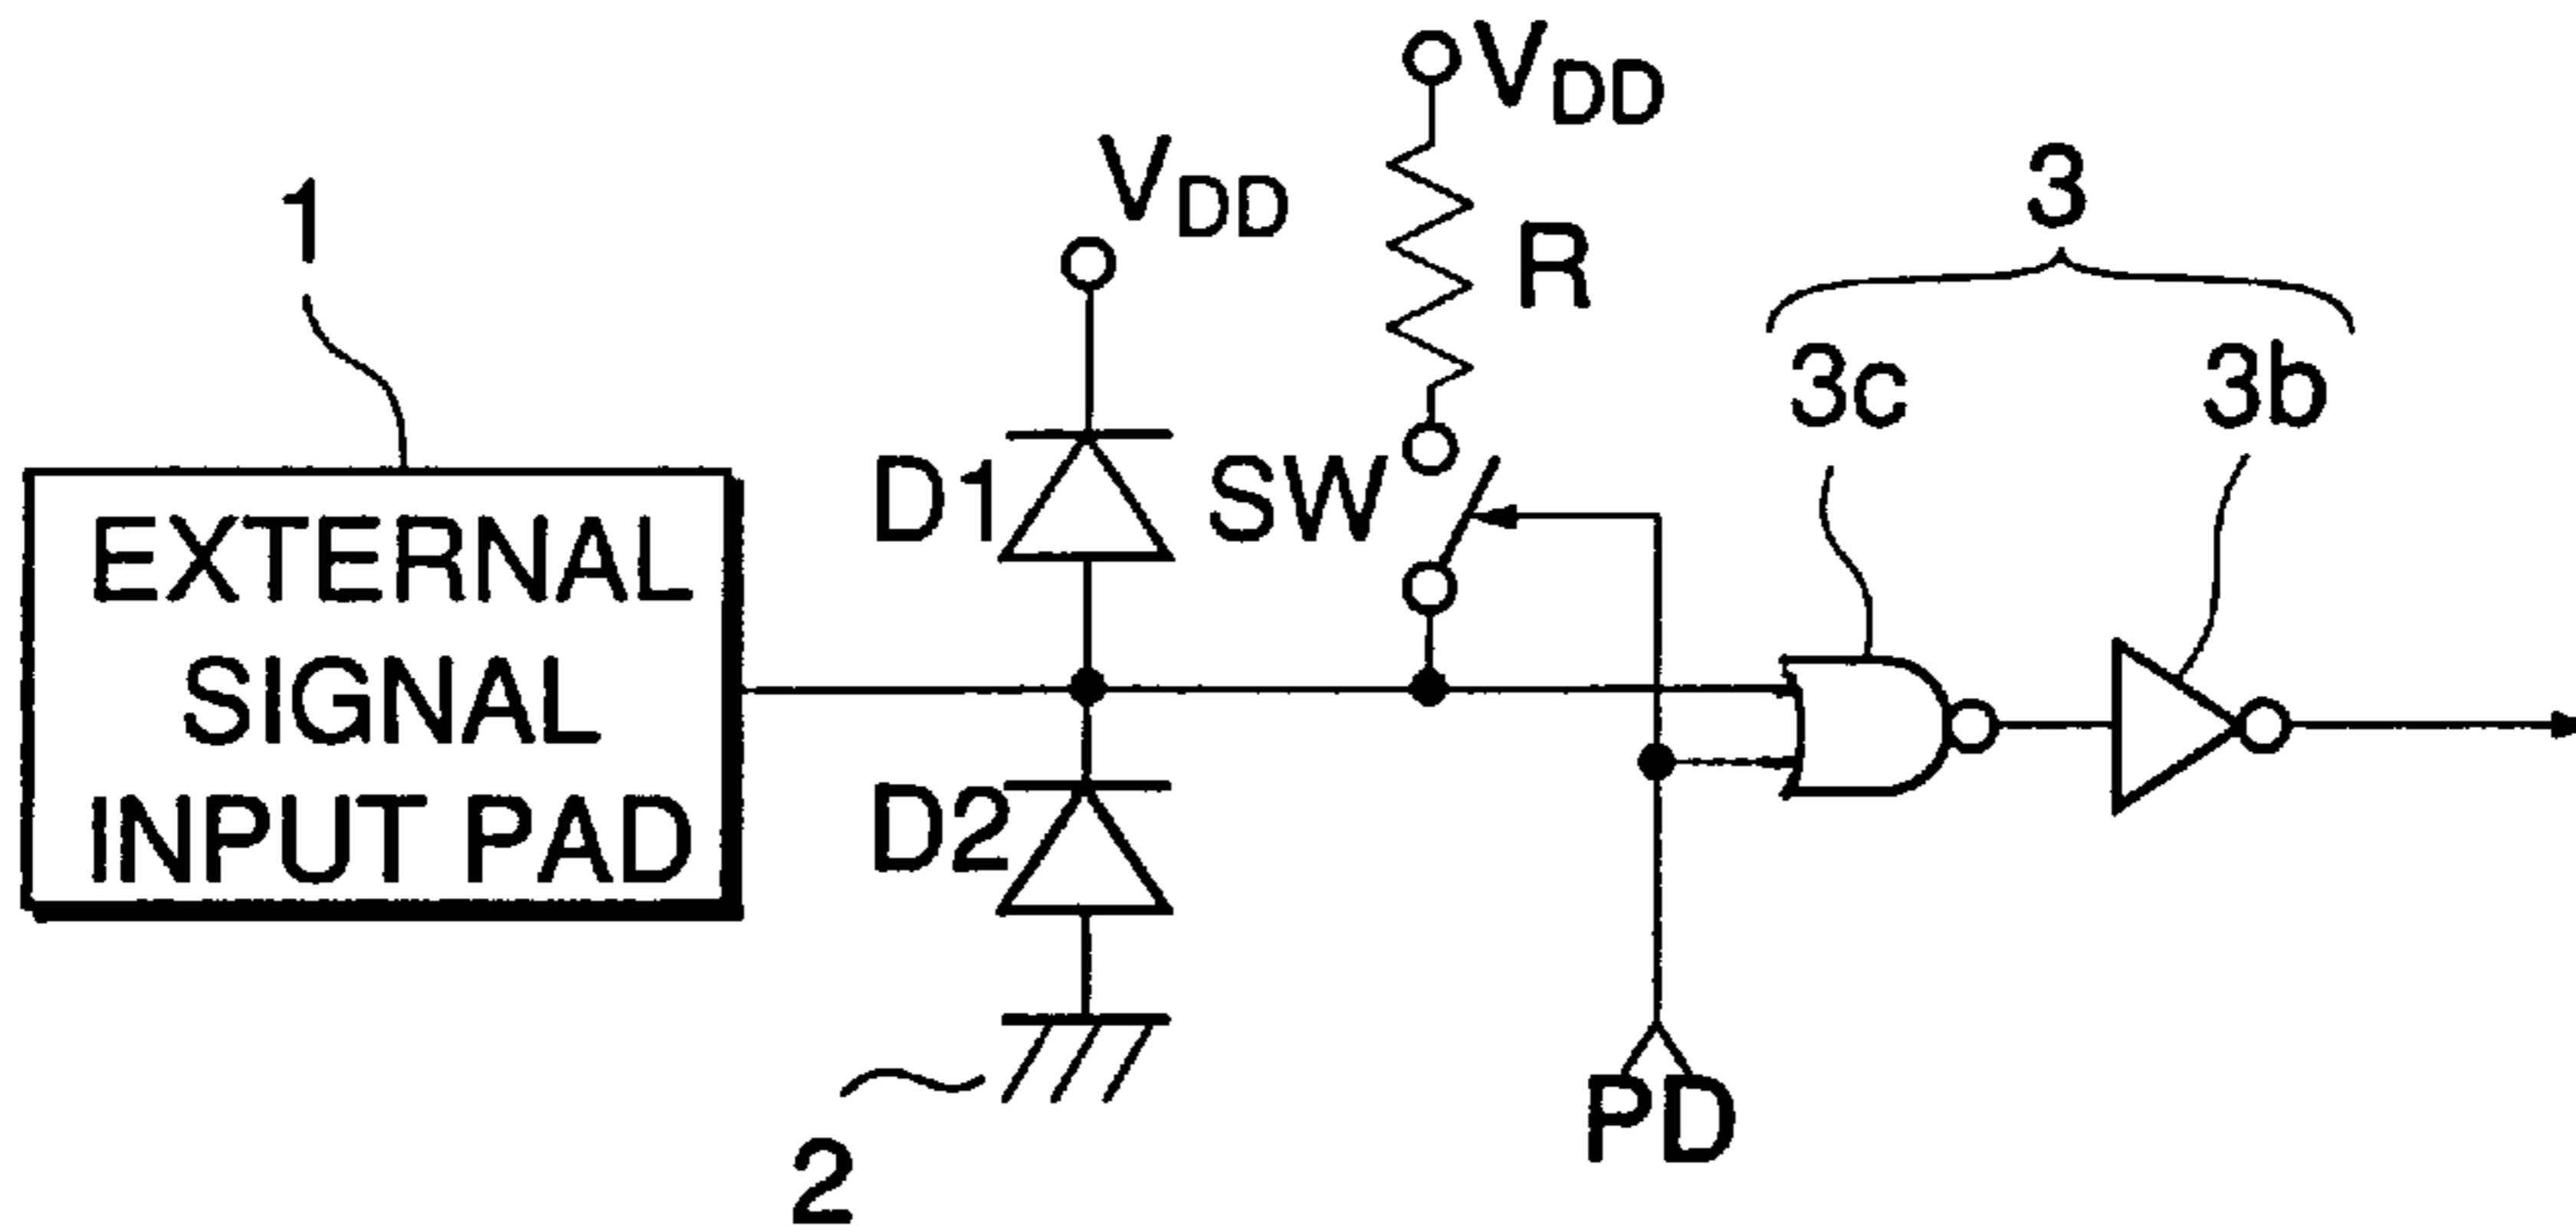 1
EXTERNAL
SIGNAL
INPUT PAD
VDD
D1
D2
2
VDD
R
SW
PD
3
3c
3b